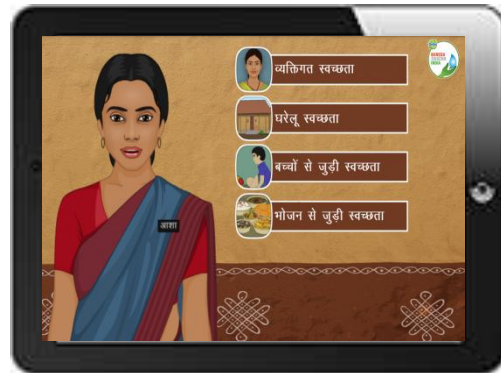 व्यक्तिगत स्वच्छता
घरेलू स्वच्छता
बच्चों से जुड़ी स्वच्छता
भोजन से जुड़ी स्वच्छता
आशा